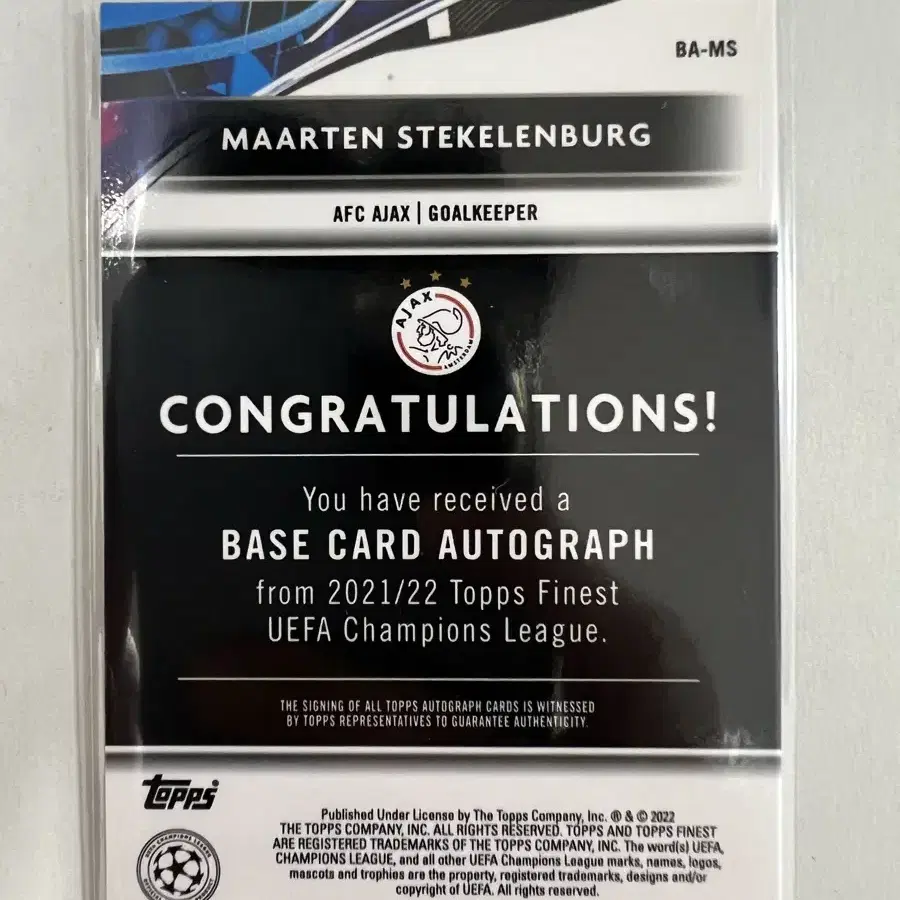 BA-MS
MAARTEN STEKELENBURG
AFC AJAX | GOALKEEPER
AJAX
AMSTERDAM
CONGRATULATIONS!
You have received a
BASE CARD AUTOGRAPH
from 2021/22 Topps Finest
UEFA Champions League.
THE SIGNING OF ALL TOPPS AUTOGRAPH CARDS IS WITNESSED
BY TOPPS REPRESENTATIVES TO GUARANTEE AUTHENTICITY.
topps
Published Under License by The Topps Company, Inc. ® & © 2022
THE TOPPS COMPANY, INC. ALL RIGHTS RESERVED. TOPPS AND TOPPS FINEST
ARE REGISTERED TRADEMARKS OF THE TOPPS COMPANY, INC. The word(s) UEFA,
CHAMPIONS LEAGUE, and all other UEFA Champions League marks, names, logos,
mascots and trophies are the property, registered trademarks, designs and/or
copyright of UEFA. All rights reserved.
UEFA CHAMPIONS LEAGUE